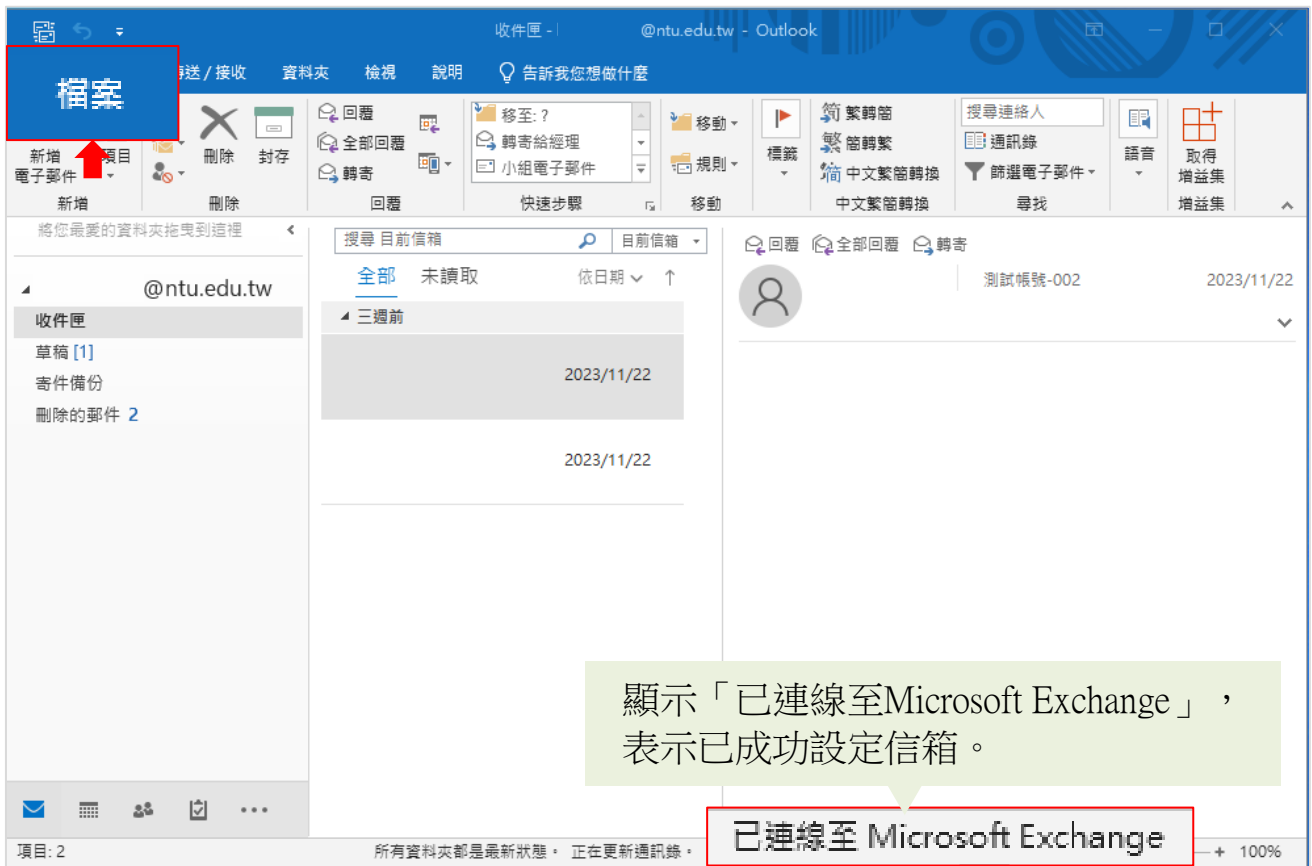 收件匣 - @ntu.edu.tw - Outlook
檔案
傳送 / 接收 資料夾 檢視 說明 告訴我您想做什麼
新增
電子郵件
項目
新增
刪除
封存
刪除
回覆
全部回覆
轉寄
回覆
移至: ?
轉寄給經理
小組電子郵件
快速步驟
移動
規則
移動
標籤
繁 繁轉簡
繁 簡轉繁
简 中文繁簡轉換
中文繁簡轉換
搜尋連絡人
通訊錄
篩選電子郵件
尋找
語音
取得
增益集
增益集
將您最愛的資料夾拖曳到這裡
@ntu.edu.tw
收件匣
草稿 [1]
寄件備份
刪除的郵件 2
搜尋 目前信箱 目前信箱
全部 未讀取 依日期
三週前
2023/11/22
2023/11/22
回覆 全部回覆 轉寄
測試帳號-002 2023/11/22
顯示「已連線至Microsoft Exchange」，
表示已成功設定信箱。
已連線至 Microsoft Exchange
項目: 2 所有資料夾都是最新狀態。 正在更新通訊錄。 100%